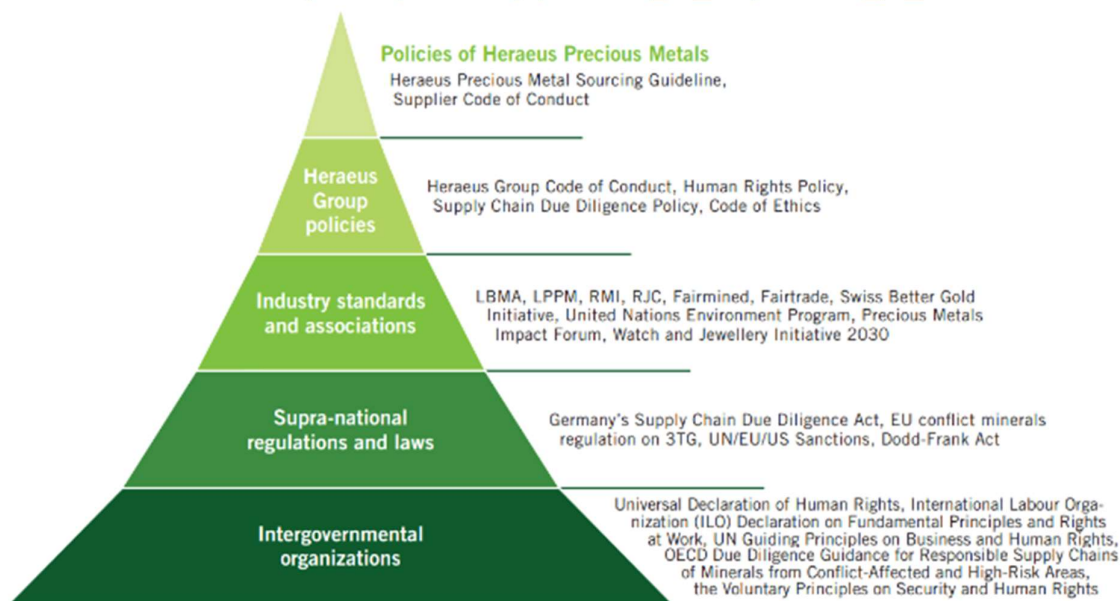 Policies of Heraeus Precious Metals
Heraeus Precious Metal Sourcing Guideline,
Supplier Code of Conduct
Heraeus
Group
policies
Heraeus Group Code of Conduct, Human Rights Policy,
Supply Chain Due Diligence Policy, Code of Ethics
Industry standards
and associations
LBMA, LPPM, RMI, RJC, Fairmined, Fairtrade, Swiss Better Gold
Initiative, United Nations Environment Program, Precious Metals
Impact Forum, Watch and Jewellery Initiative 2030
Supra-national
regulations and laws
Germany's Supply Chain Due Diligence Act, EU conflict minerals
regulation on 3TG, UN/EU/US Sanctions, Dodd-Frank Act
Intergovernmental
organizations
Universal Declaration of Human Rights, International Labour Orga-
nization (ILO) Declaration on Fundamental Principles and Rights
at Work, UN Guiding Principles on Business and Human Rights,
OECD Due Diligence Guidance for Responsible Supply Chains
of Minerals from Conflict-Affected and High-Risk Areas,
the Voluntary Principles on Security and Human Rights